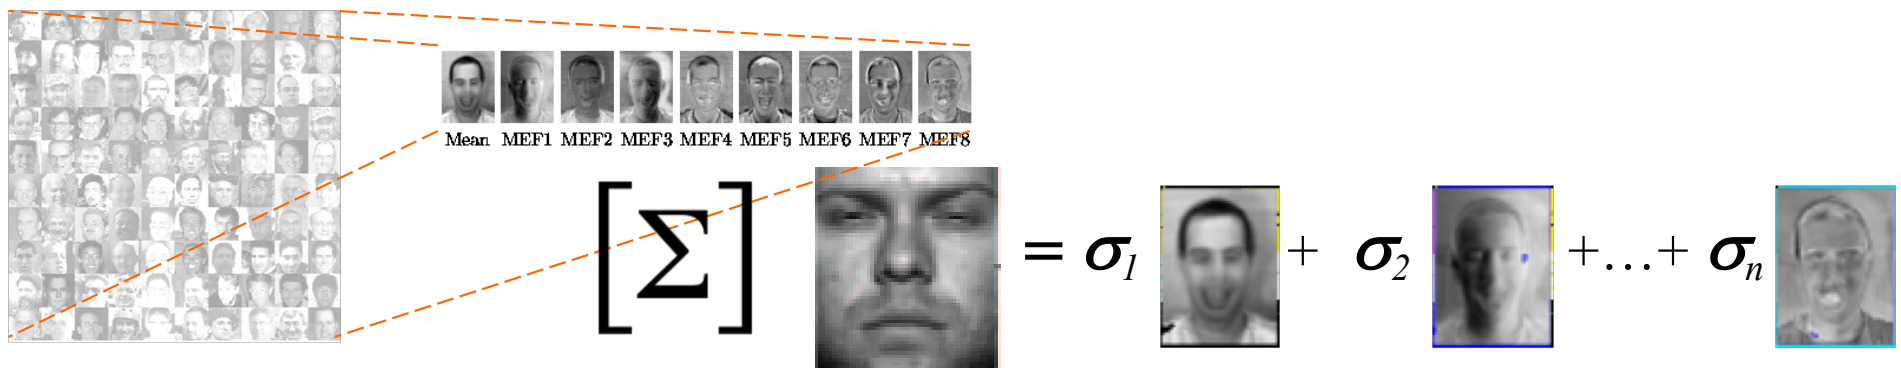 Mean MEF1 MEF2 MEF3 MEF4 MEF5 MEF6 MEF7 MEF8
[Σ] = σ1 + σ2 +…+ σn